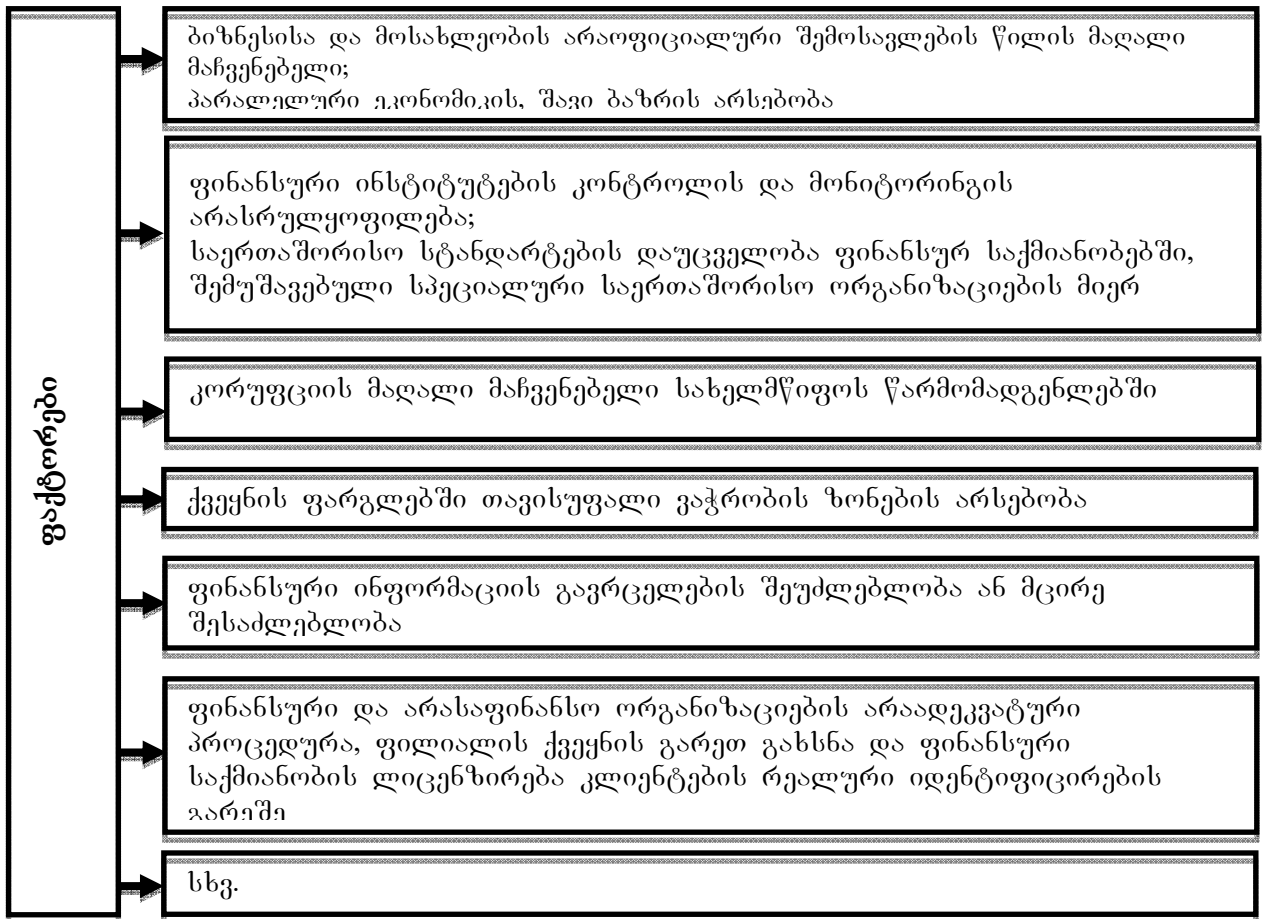 ფაქტორები
ბიზნესისა და მოსახლეობის არაოფიციალური შემოსავლების წილის მაღალი
მაჩვენებელი;
პარალელური ეკონომიკის, შავი ბაზრის არსებობა
ფინანსური ინსტიტუტების კონტროლის და მონიტორინგის
არასრულყოფილება;
საერთაშორისო სტანდარტების დაუცველობა ფინანსურ საქმიანობებში,
შემუშავებული სპეციალური საერთაშორისო ორგანიზაციების მიერ
კორუფციის მაღალი მაჩვენებელი სახელმწიფოს წარმომადგენლებში
ქვეყნის ფარგლებში თავისუფალი ვაჭრობის ზონების არსებობა
ფინანსური ინფორმაციის გავრცელების შეუძლებლობა ან მცირე
შესაძლებლობა
ფინანსური და არასაფინანსო ორგანიზაციების არაადეკვატური
პროცედურა, ფილიალის ქვეყნის გარეთ გახსნა და ფინანსური
საქმიანობის ლიცენზირება კლიენტების რეალური იდენტიფიცირების
გარეშე
სხვ.